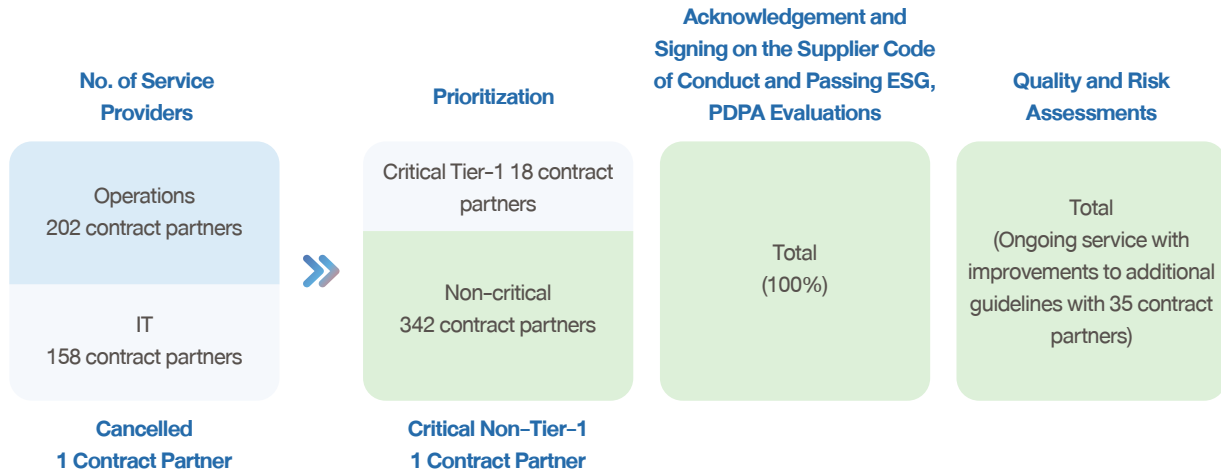 No. of Service
Providers
Operations
202 contract partners
IT
158 contract partners
Cancelled
1 Contract Partner
Prioritization
Critical Tier-1 18 contract
partners
Non-critical
342 contract partners
Critical Non-Tier-1
1 Contract Partner
Acknowledgement and
Signing on the Supplier Code
of Conduct and Passing ESG,
PDPA Evaluations
Total
(100%)
Quality and Risk
Assessments
Total
(Ongoing service with
improvements to additional
guidelines with 35 contract
partners)